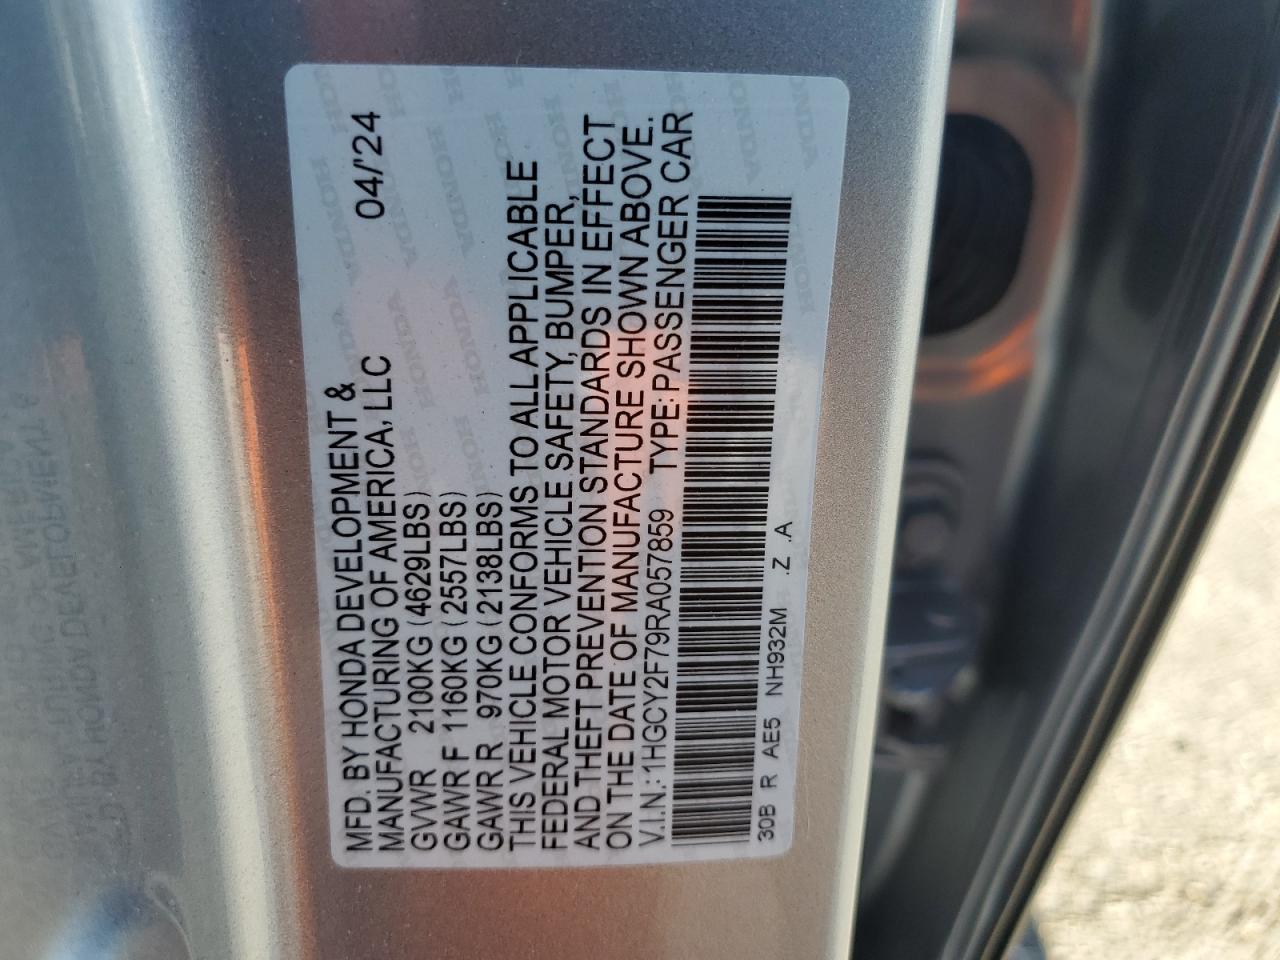 MFD. BY HONDA DEVELOPMENT &
MANUFACTURING OF AMERICA, LLC 04/'24
GVWR 2100KG (4629LBS)
GAWR F 1160KG (2557LBS)
GAWR R 970KG (2138LBS)
THIS VEHICLE CONFORMS TO ALL APPLICABLE
FEDERAL MOTOR VEHICLE SAFETY, BUMPER,
AND THEFT PREVENTION STANDARDS IN EFFECT
ON THE DATE OF MANUFACTURE SHOWN ABOVE.
V.I.N.: 1HGCY2F79RA057859 TYPE: PASSENGER CAR
30B R AE5 NH932M .Z .A